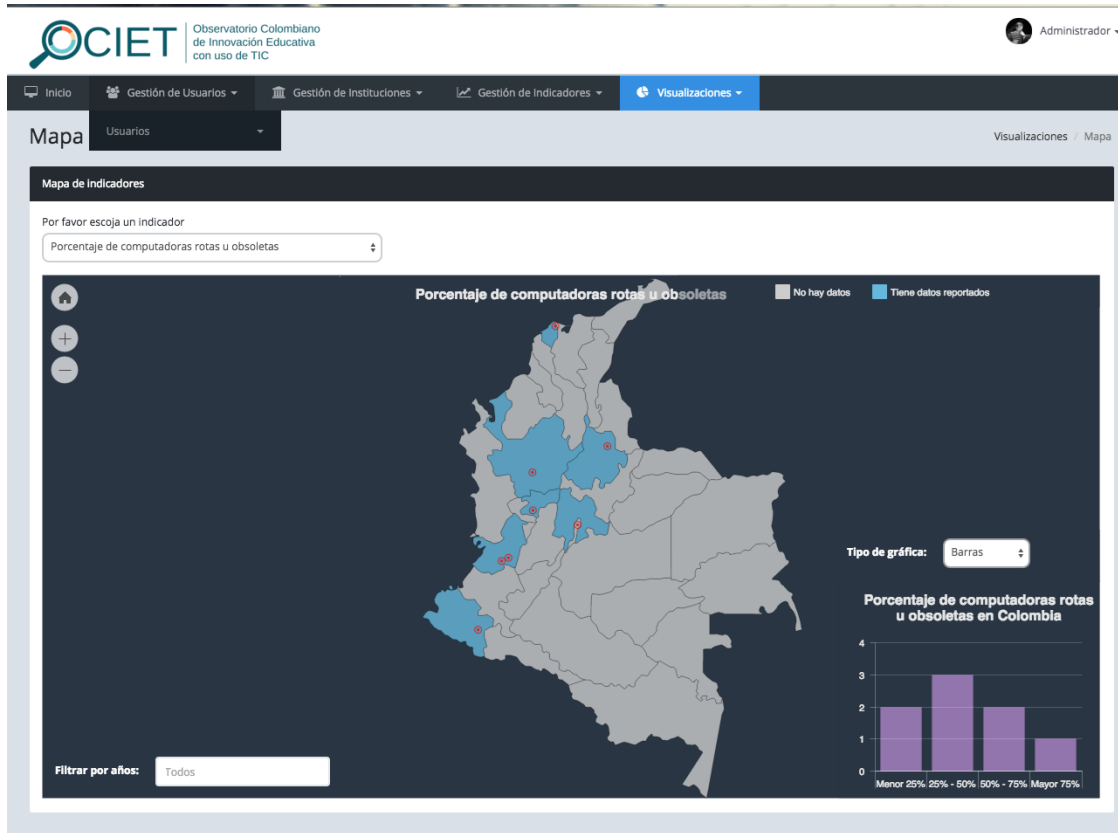 OCIET
Observatorio Colombiano
de Innovación Educativa
con uso de TIC
Administrador
Inicio
Gestión de Usuarios
Gestión de Instituciones
Gestión de Indicadores
Visualizaciones
Usuarios
Mapa
Visualizaciones / Mapa
Mapa de indicadores
Por favor escoja un indicador
Porcentaje de computadoras rotas u obsoletas
Porcentaje de computadoras rotas u obsoletas
No hay datos
Tiene datos reportados
Tipo de gráfica:
Barras
Porcentaje de computadoras rotas
u obsoletas en Colombia
4
3
2
1
0
Menor 25%
25% - 50%
50% - 75%
Mayor 75%
Filtrar por años:
Todos